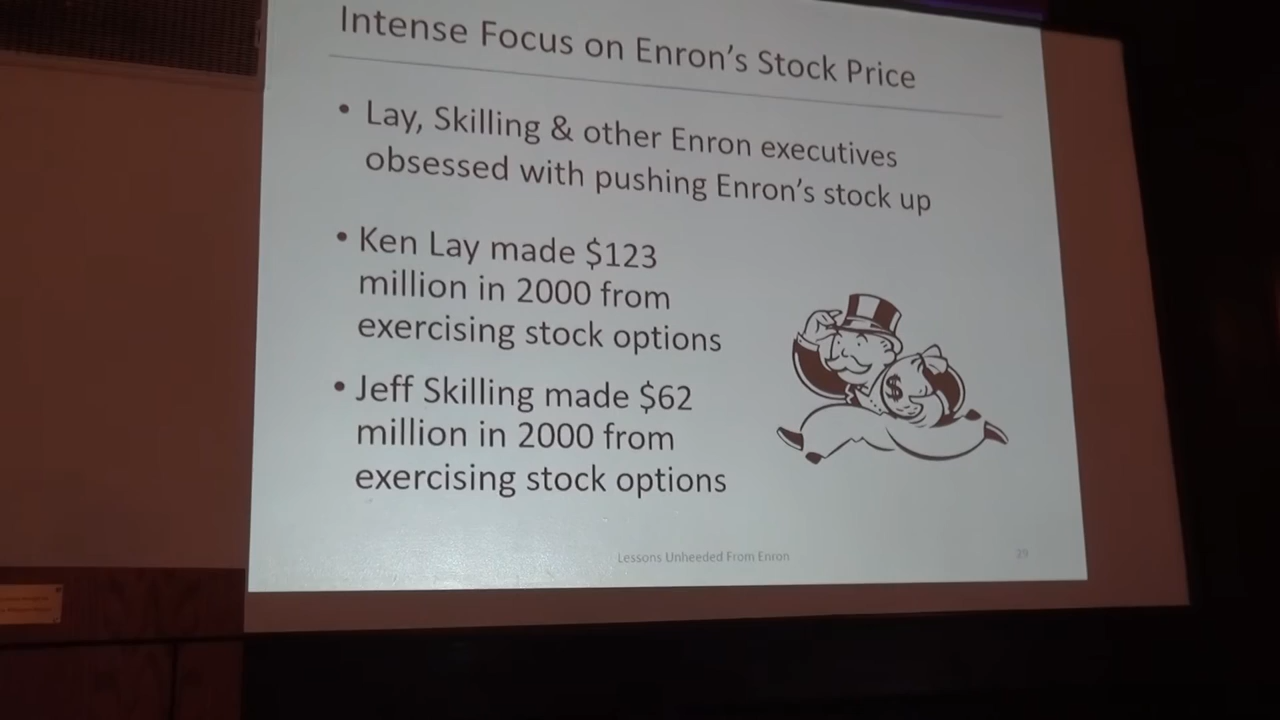 Intense Focus on Enron's Stock Price
• Lay, Skilling & other Enron executives
obsessed with pushing Enron's stock up
• Ken Lay made $123
million in 2000 from
exercising stock options
• Jeff Skilling made $62
million in 2000 from
exercising stock options
$
Lessons Unheeded From Enron